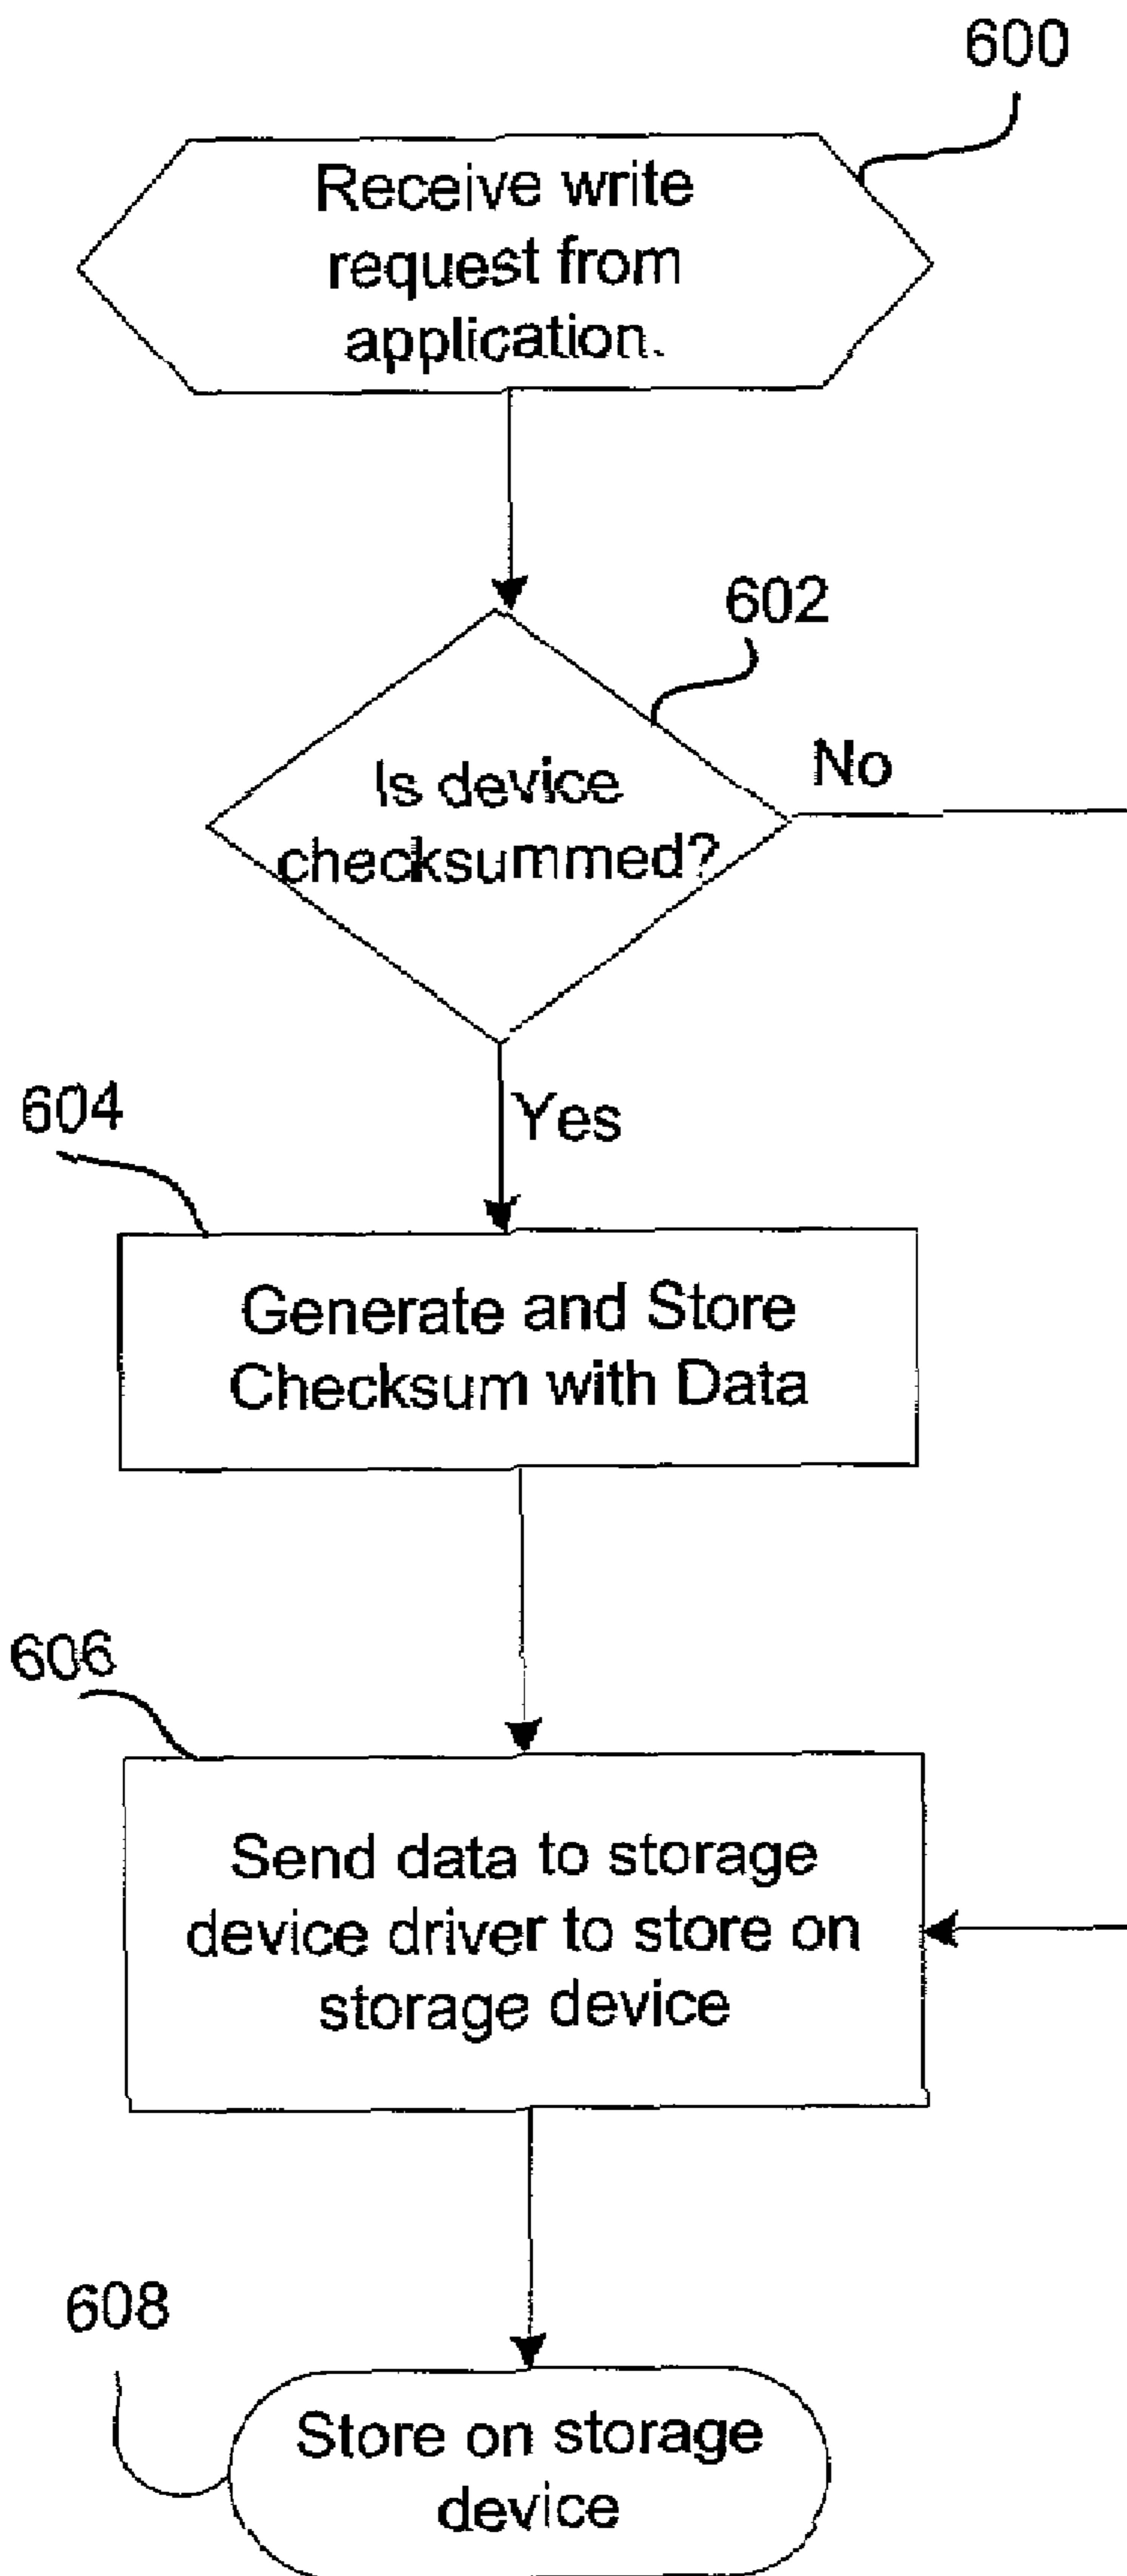 600
Receive write
request from
application.
602
Is device
checksummed?
No
Yes
604
Generate and Store
Checksum with Data
606
Send data to storage
device driver to store on
storage device
608
Store on storage
device